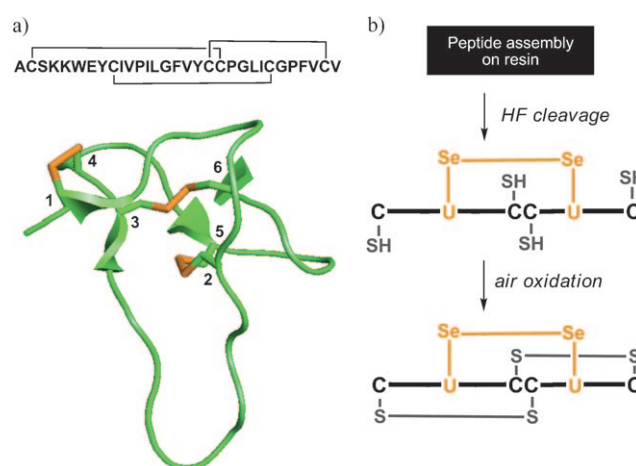 a)
ACSKKWEYCIVPILGFVYCCPGLICGPFVCV
4
6
1
3
5
2
b)
Peptide assembly
on resin
HF cleavage
Se Se
SH SH
C U CC U C
SH SH
air oxidation
Se Se
S S
C U CC U C
S S